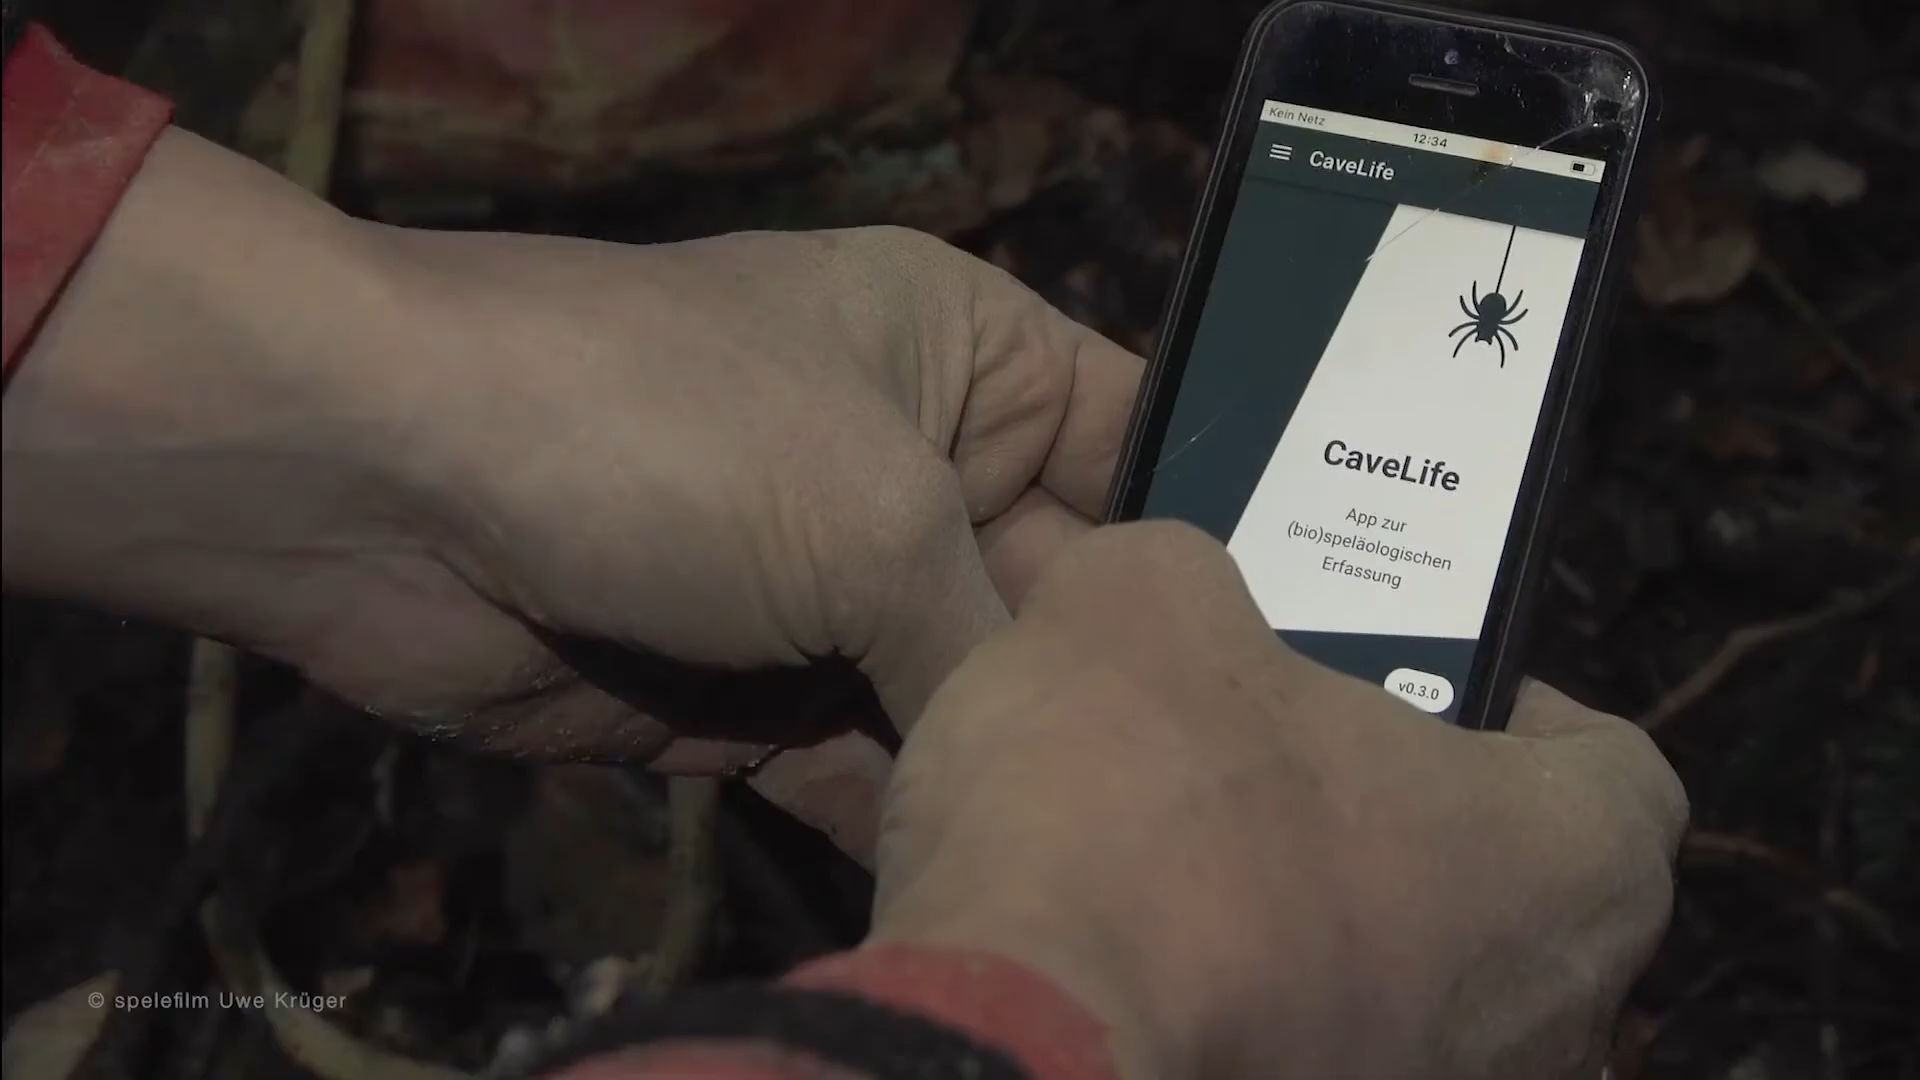 Kein Netz
12:34
CaveLife
CaveLife
App zur
(bio)speläologischen
Erfassung
v0.3.0
© spelefilm Uwe Krüger